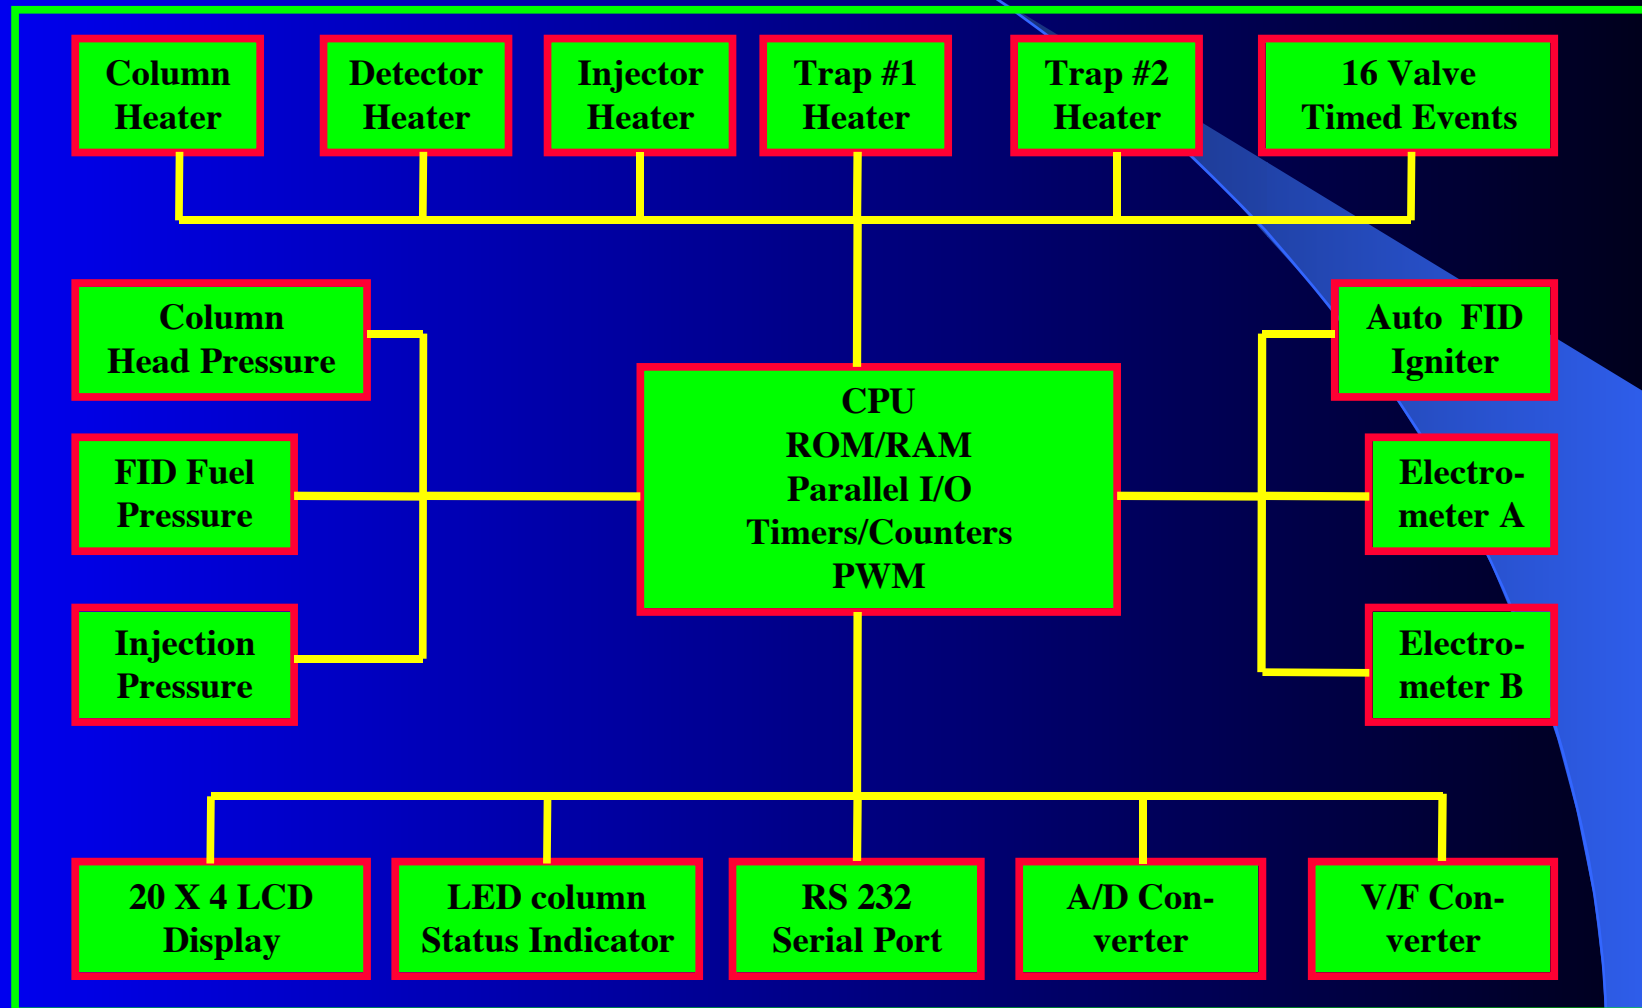 Column
Heater
Detector
Heater
Injector
Heater
Trap #1
Heater
Trap #2
Heater
16 Valve
Timed Events
Column
Head Pressure
Auto  FID
Igniter
CPU
ROM/RAM
Parallel I/O
Timers/Counters
PWM
FID Fuel
Pressure
Electro-
meter A
Injection
Pressure
Electro-
meter B
20 X 4 LCD
Display
LED column
Status Indicator
RS 232
Serial Port
A/D Con-
verter
V/F Con-
verter